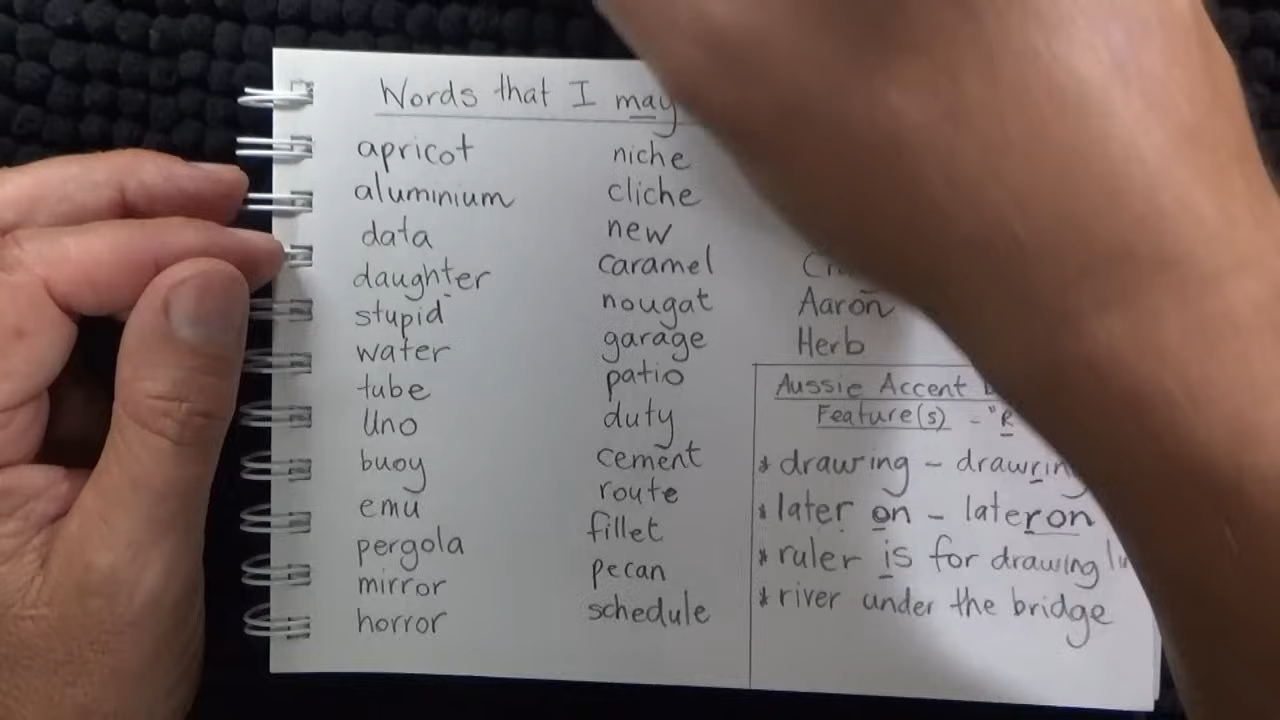 Words that I may
apricot
aluminium
data
daughter
stupid
water
tube
Uno
buoy
emu
pergola
mirror
horror
niche
cliche
new
caramel
nougat
garage
patio
duty
cement
route
fillet
pecan
schedule
Aaron
Herb
Aussie Accent
Feature(s) - "R
* drawing - drawring
* later on - lateron
* ruler is for drawing
* river under the bridge